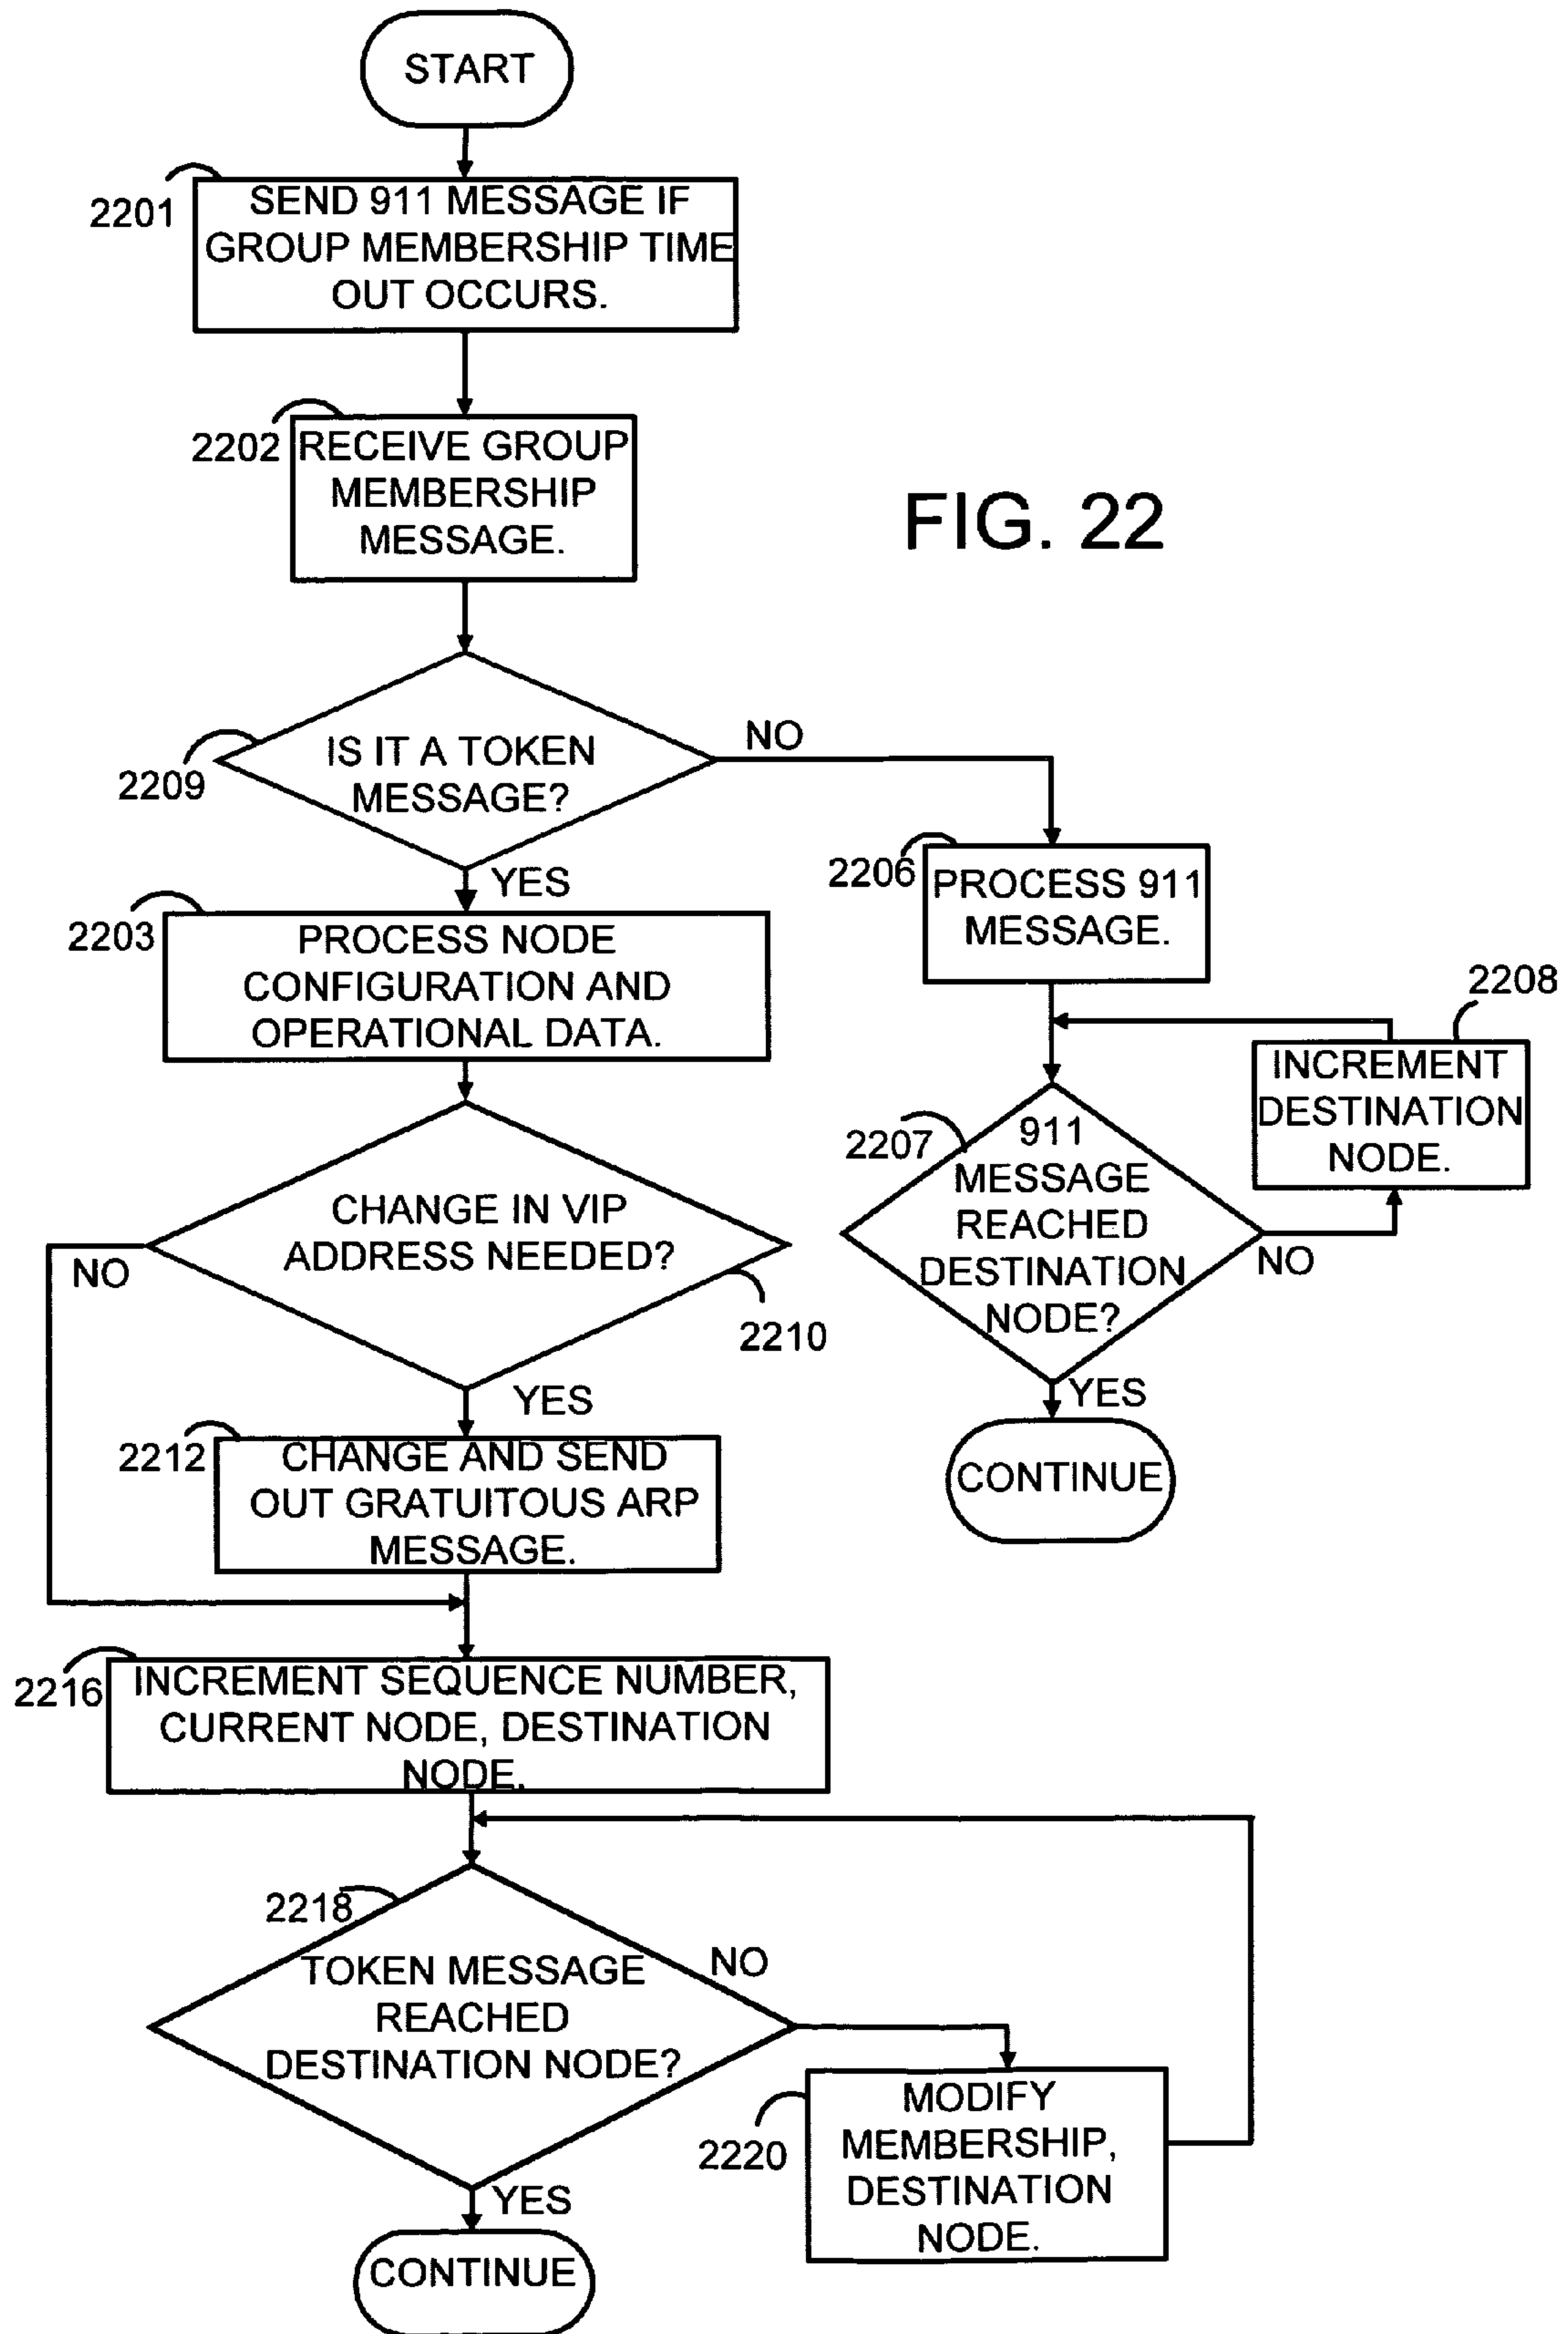 START
2201
SEND 911 MESSAGE IF
GROUP MEMBERSHIP TIME
OUT OCCURS.
2202
RECEIVE GROUP
MEMBERSHIP
MESSAGE.
FIG. 22
2209
IS IT A TOKEN
MESSAGE?
NO
YES
2206
PROCESS 911
MESSAGE.
2203
PROCESS NODE
CONFIGURATION AND
OPERATIONAL DATA.
2208
INCREMENT
DESTINATION
NODE.
2207
911
MESSAGE
REACHED
DESTINATION
NODE?
NO
YES
CONTINUE
CHANGE IN VIP
ADDRESS NEEDED?
NO
2210
YES
2212
CHANGE AND SEND
OUT GRATUITOUS ARP
MESSAGE.
2216
INCREMENT SEQUENCE NUMBER,
CURRENT NODE, DESTINATION
NODE.
2218
TOKEN MESSAGE
REACHED
DESTINATION NODE?
NO
2220
MODIFY
MEMBERSHIP,
DESTINATION
NODE.
YES
CONTINUE